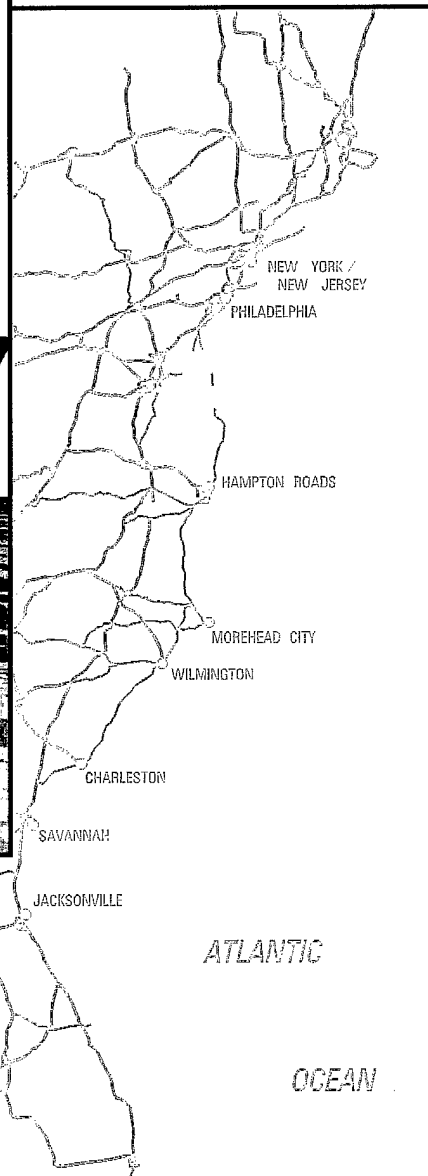 NEW YORK /
NEW JERSEY
PHILADELPHIA
HAMPTON ROADS
MOREHEAD CITY
WILMINGTON
CHARLESTON
SAVANNAH
JACKSONVILLE
ATLANTIC
OCEAN